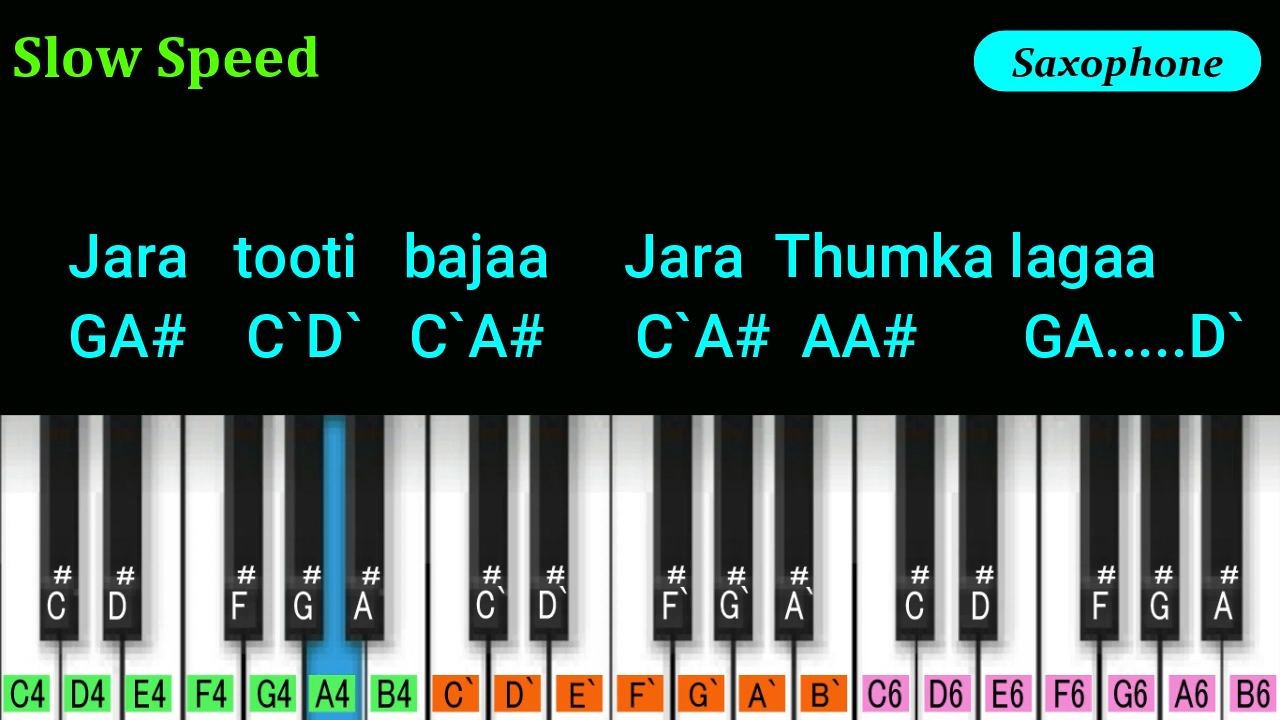 Slow Speed
Saxophone
Jara tooti bajaa Jara Thumka lagaa
GA# C`D` C`A# C`A# AA# GA.....D`
# # # # # # # # # # # # # # #
C D F G A C` D` F` G` A` C D F G A
C4 D4 E4 F4 G4 A4 B4 C` D` E` F` G` A` B` C6 D6 E6 F6 G6 A6 B6